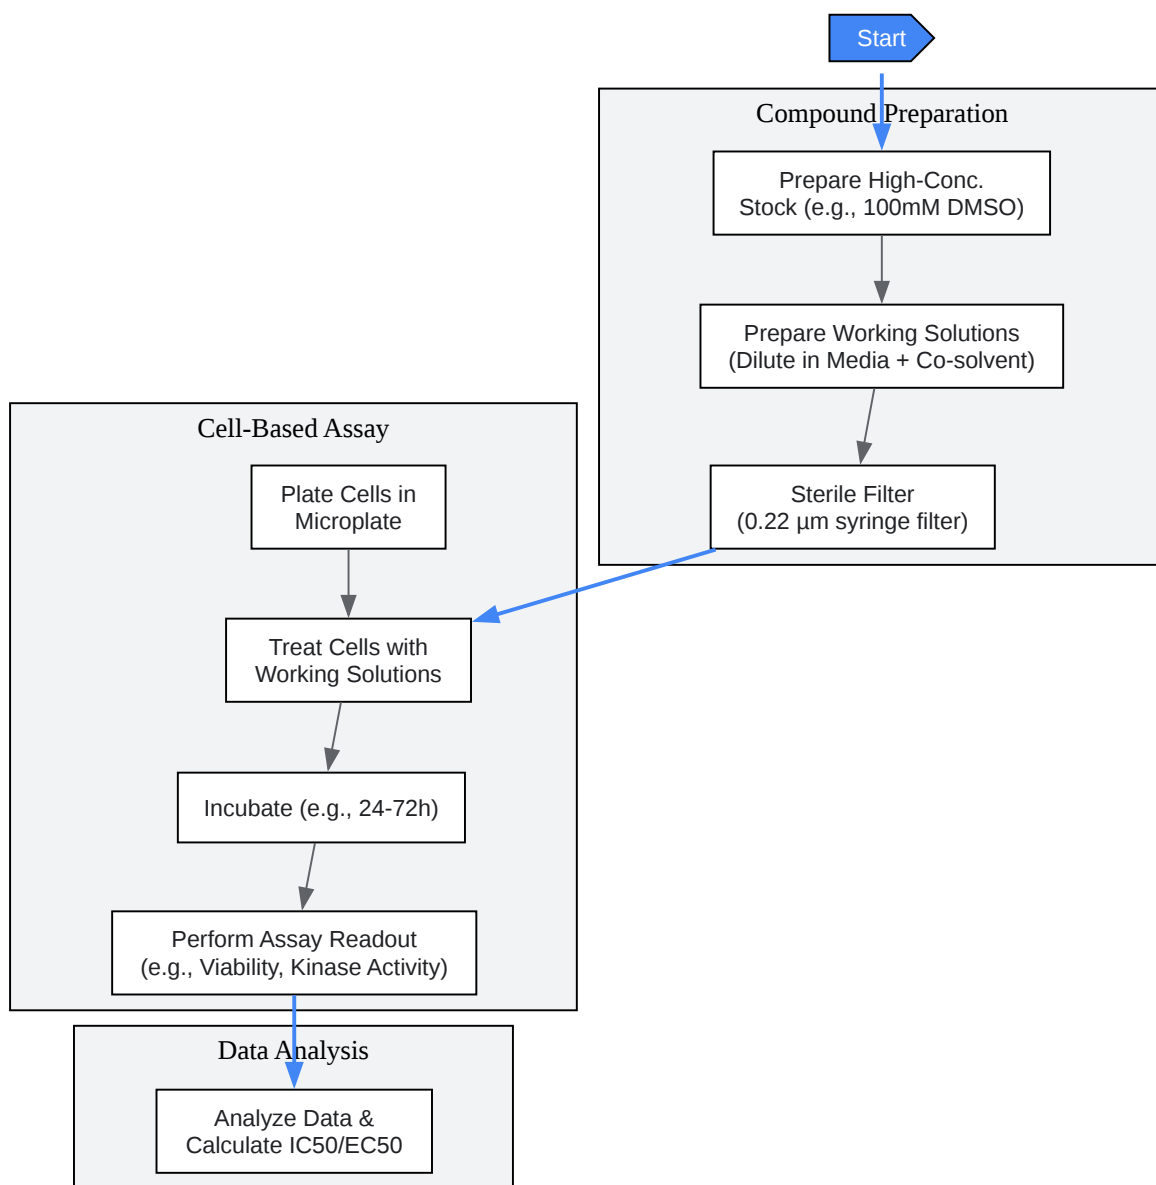 Start
Compound Preparation
Prepare High-Conc.
Stock (e.g., 100mM DMSO)
Prepare Working Solutions
(Dilute in Media + Co-solvent)
Sterile Filter
(0.22 µm syringe filter)
Cell-Based Assay
Plate Cells in
Microplate
Treat Cells with
Working Solutions
Incubate (e.g., 24-72h)
Perform Assay Readout
(e.g., Viability, Kinase Activity)
Data Analysis
Analyze Data &
Calculate IC50/EC50